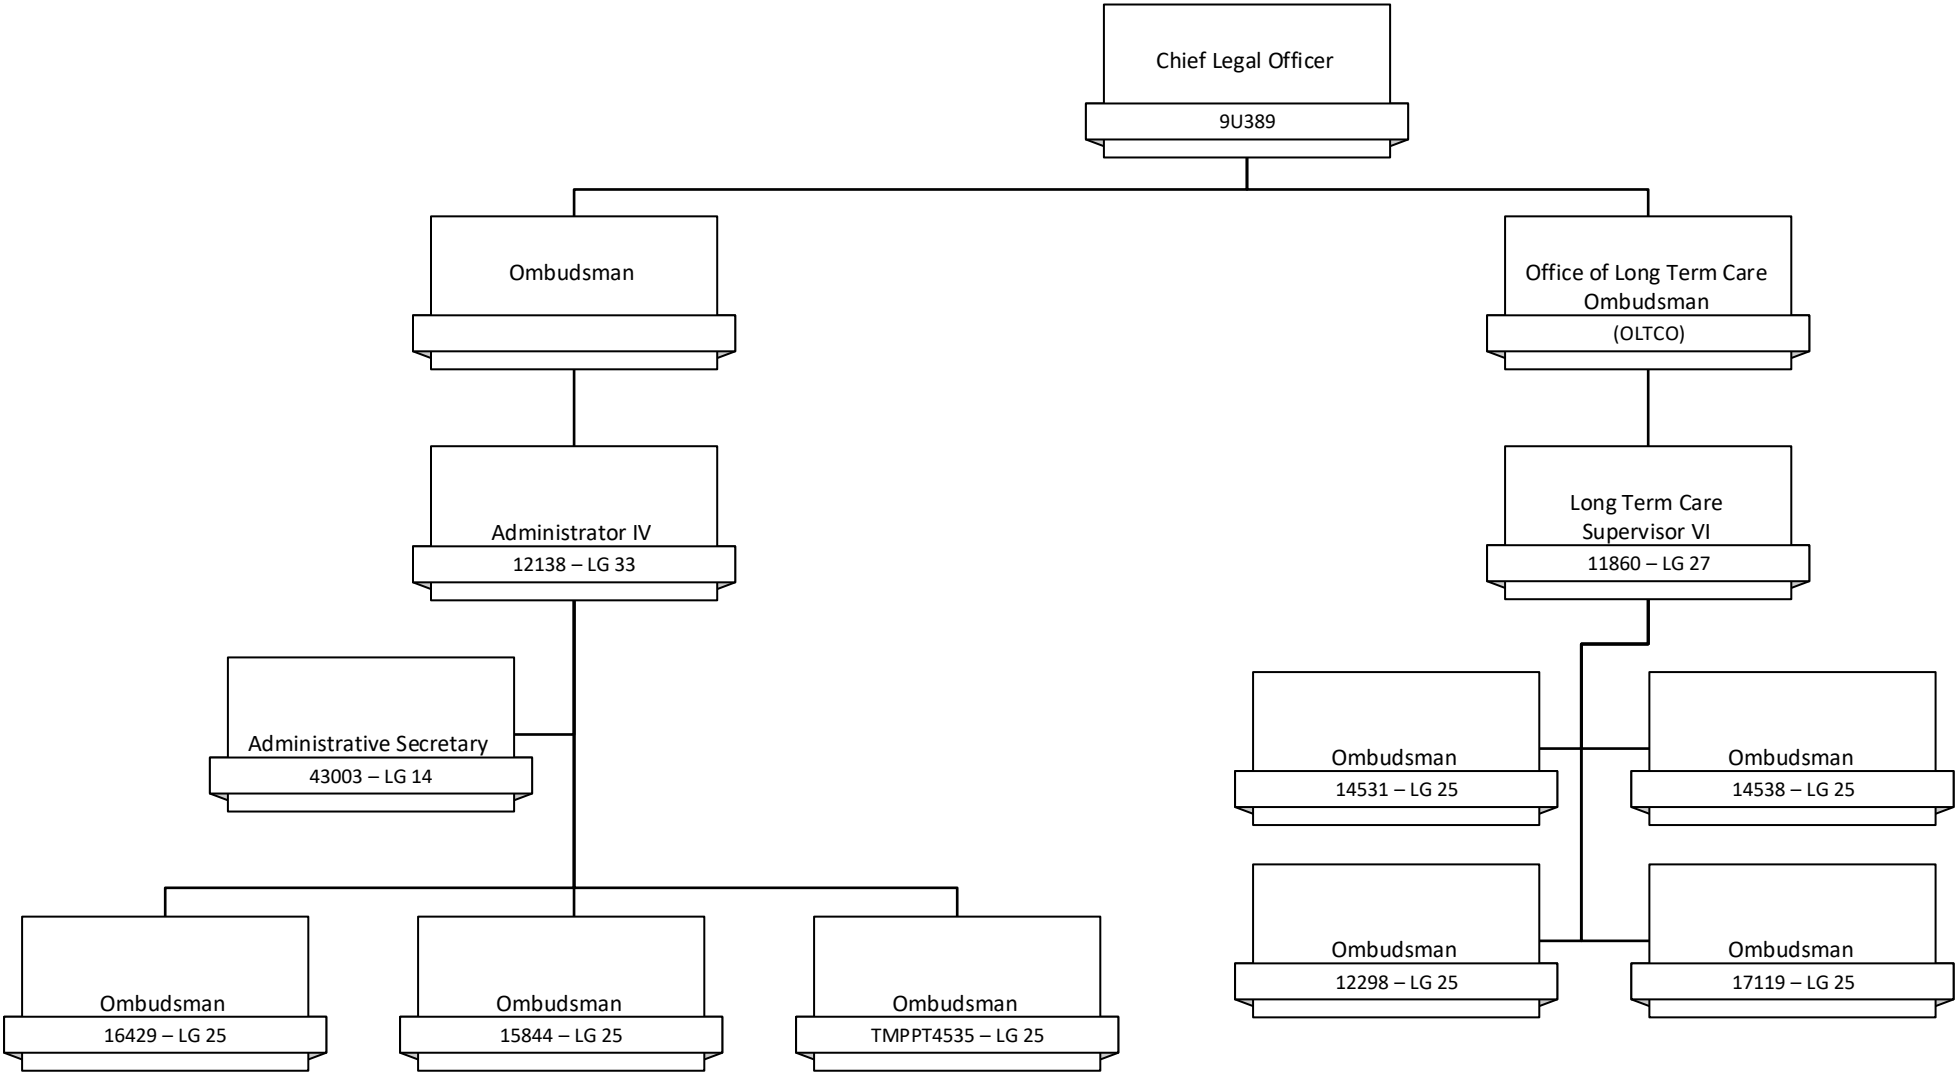 Chief Legal Officer
9U389
Ombudsman
Office of Long Term Care
Ombudsman
(OLTCO)
Administrator IV
12138 – LG 33
Long Term Care
Supervisor VI
11860 – LG 27
Administrative Secretary
43003 – LG 14
Ombudsman
14531 – LG 25
Ombudsman
14538 – LG 25
Ombudsman
12298 – LG 25
Ombudsman
17119 – LG 25
Ombudsman
16429 – LG 25
Ombudsman
15844 – LG 25
Ombudsman
TMPPT4535 – LG 25